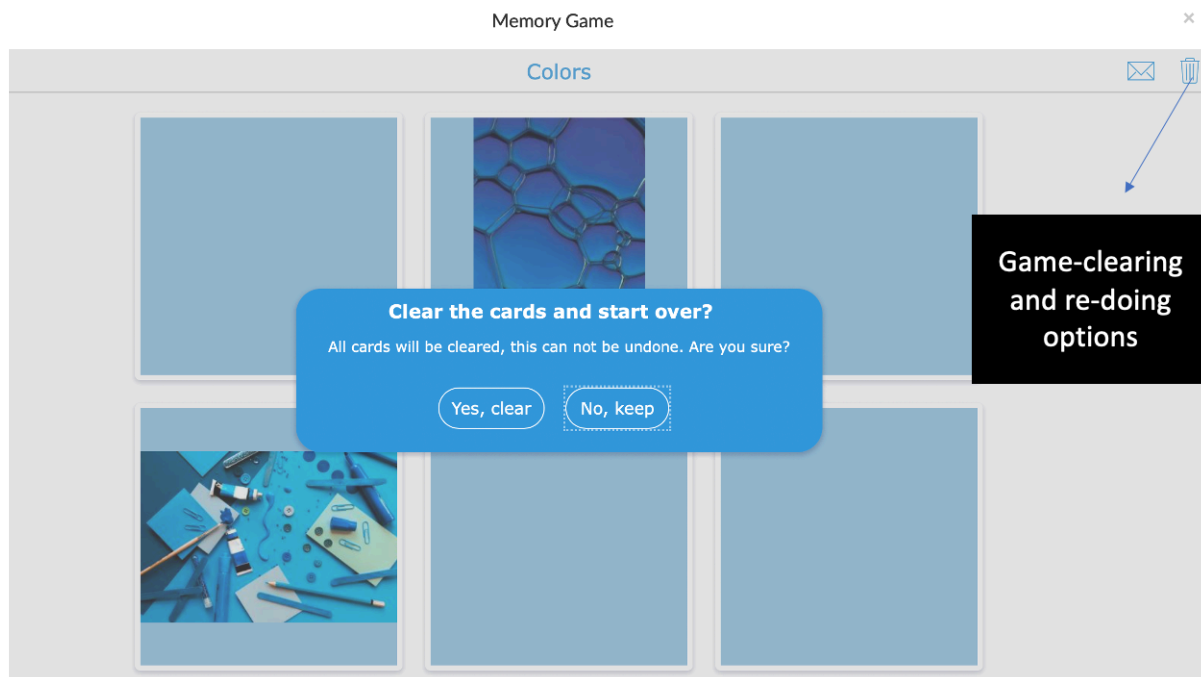 Memory Game
Colors
Game-clearing
and re-doing
options
Clear the cards and start over?
All cards will be cleared, this can not be undone. Are you sure?
Yes, clear No, keep